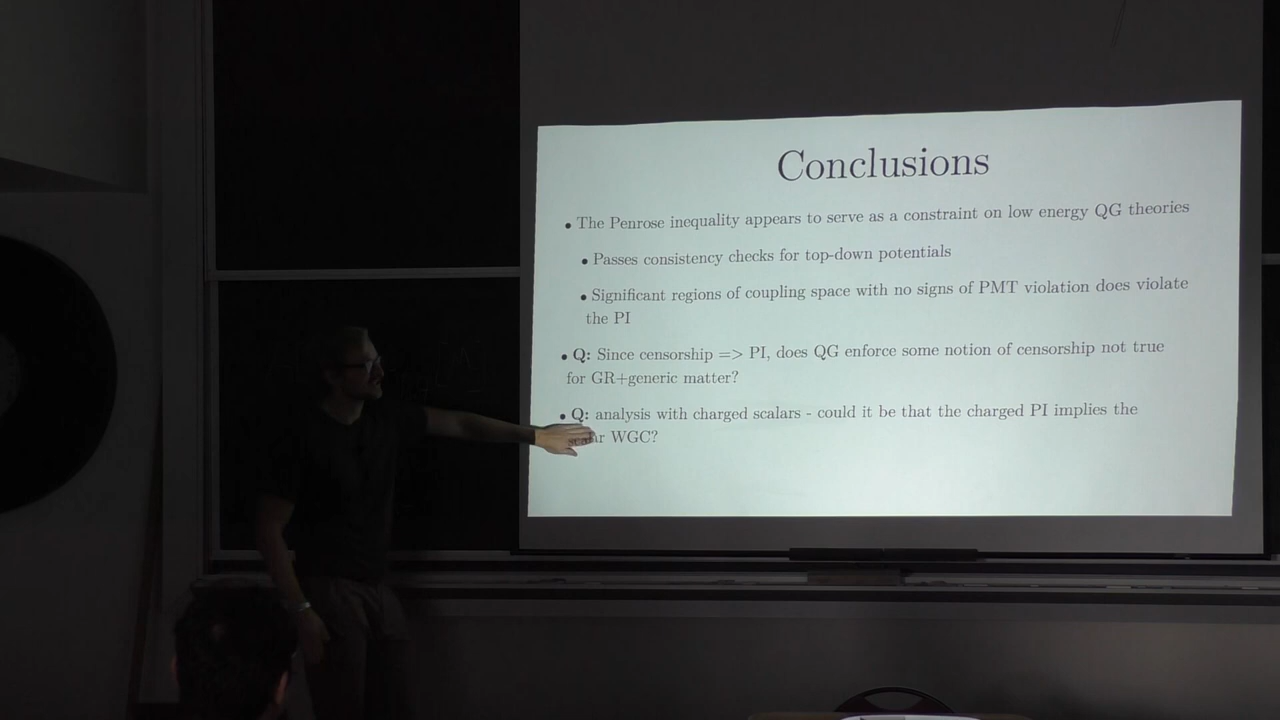 Conclusions
• The Penrose inequality appears to serve as a constraint on low energy QG theories
• Passes consistency checks for top-down potentials
• Significant regions of coupling space with no signs of PMT violation does violate
the PI
• Q: Since censorship => PI, does QG enforce some notion of censorship not true
for GR+generic matter?
• Q: analysis with charged scalars - could it be that the charged PI implies the
scalar WGC?